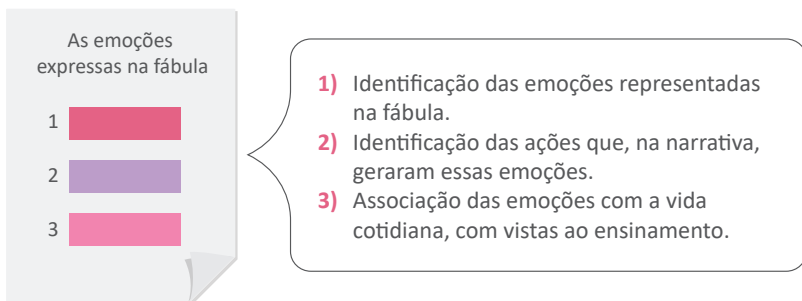 As emoções
expressas na fábula
1
2
3
1) Identificação das emoções representadas
na fábula.
2) Identificação das ações que, na narrativa,
geraram essas emoções.
3) Associação das emoções com a vida
cotidiana, com vistas ao ensinamento.